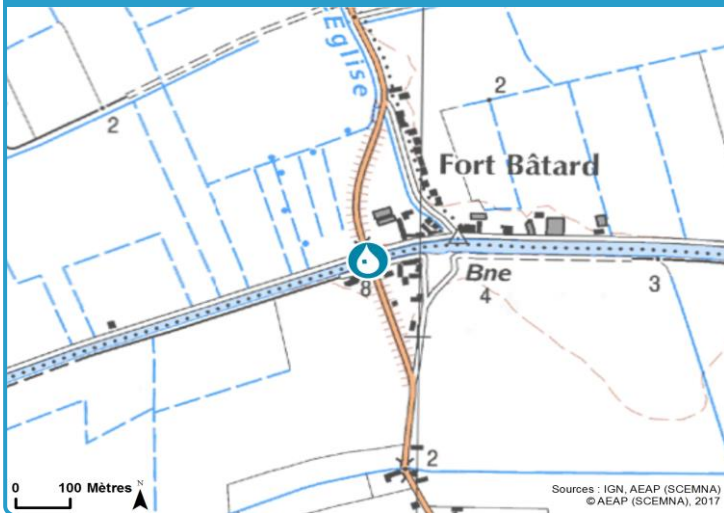 Eglise
2
2
Fort Bâtard
8
Bne
4
3
2
0 100 Mètres N
Sources : IGN, AEAP (SCEMNA)
© AEAP (SCEMNA), 2017